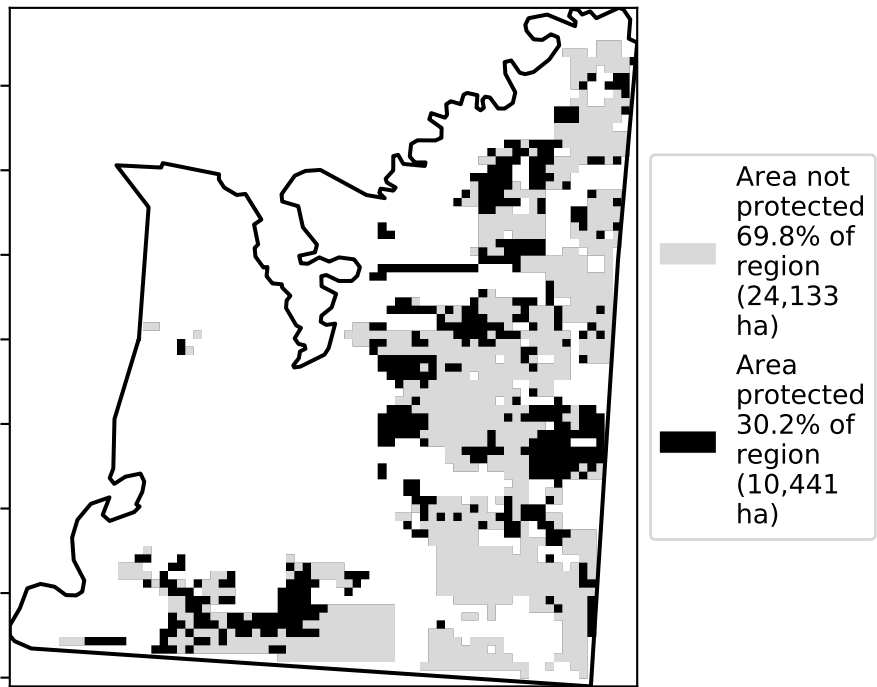 Area not
protected
69.8% of
region
(24,133
ha)
Area
protected
30.2% of
region
(10,441
ha)